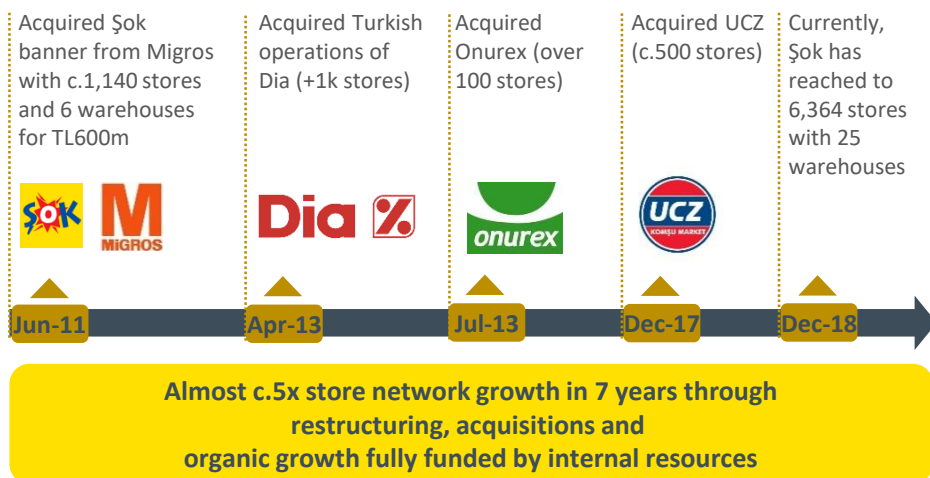 Acquired Şok
banner from Migros
with c.1,140 stores
and 6 warehouses
for TL600m
Acquired Turkish
operations of
Dia (+1k stores)
Acquired
Onurex (over
100 stores)
Acquired UCZ
(c.500 stores)
Currently,
Şok has
reached to
6,364 stores
with 25
warehouses
ŞOK
M
MiGROS
Dia %
onurex
UCZ
KOMŞU MARKET
Jun-11
Apr-13
Jul-13
Dec-17
Dec-18
Almost c.5x store network growth in 7 years through
restructuring, acquisitions and
organic growth fully funded by internal resources